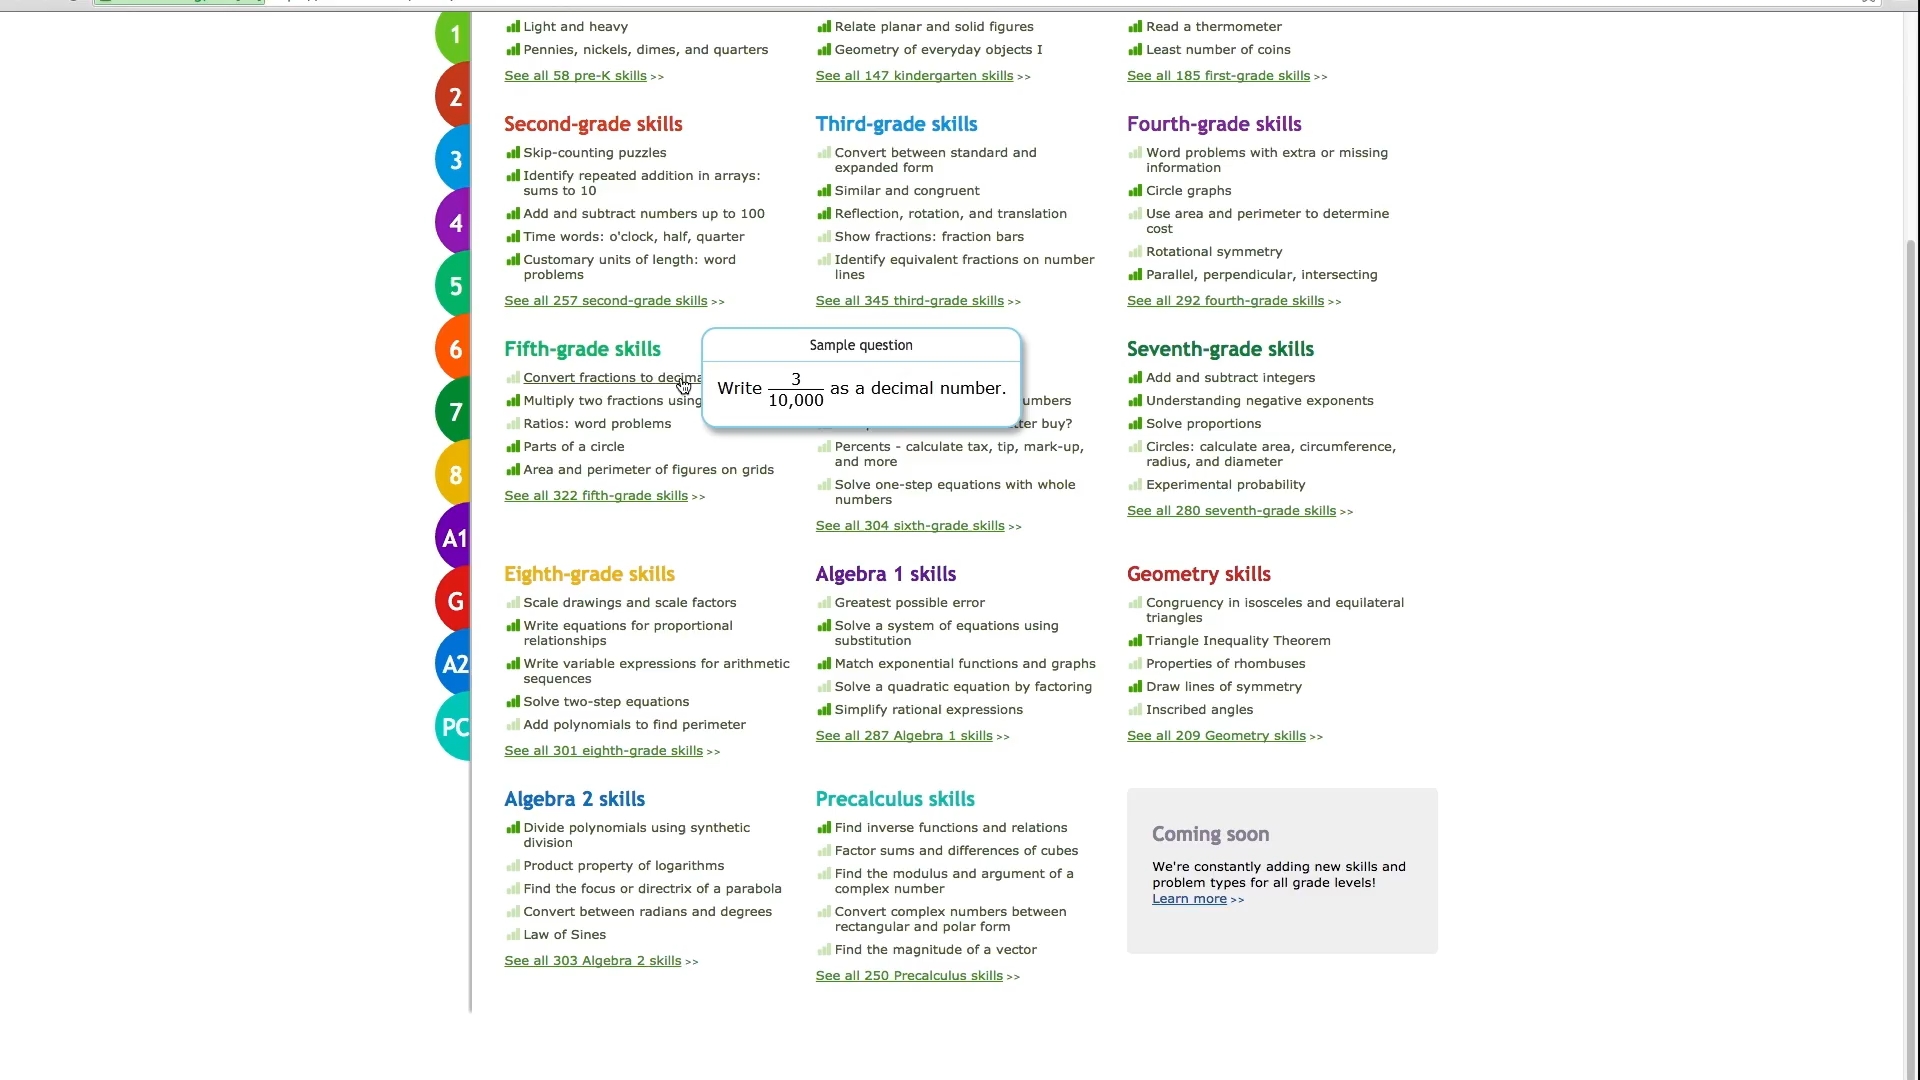 1
2
3
4
5
6
7
8
A1
G
A2
PC
Light and heavy
Pennies, nickels, dimes, and quarters
See all 58 pre-K skills >>
Relate planar and solid figures
Geometry of everyday objects I
See all 147 kindergarten skills >>
Read a thermometer
Least number of coins
See all 185 first-grade skills >>
Second-grade skills
Skip-counting puzzles
Identify repeated addition in arrays:
sums to 10
Add and subtract numbers up to 100
Time words: o'clock, half, quarter
Customary units of length: word
problems
See all 257 second-grade skills >>
Third-grade skills
Convert between standard and
expanded form
Similar and congruent
Reflection, rotation, and translation
Show fractions: fraction bars
Identify equivalent fractions on number
lines
See all 345 third-grade skills >>
Fourth-grade skills
Word problems with extra or missing
information
Circle graphs
Use area and perimeter to determine
cost
Rotational symmetry
Parallel, perpendicular, intersecting
See all 292 fourth-grade skills >>
Fifth-grade skills
Convert fractions to decima
Multiply two fractions using
Ratios: word problems
Parts of a circle
Area and perimeter of figures on grids
See all 322 fifth-grade skills >>
Sample question
Write 3/10,000 as a decimal number.
umbers
tter buy?
Percents - calculate tax, tip, mark-up,
and more
Solve one-step equations with whole
numbers
See all 304 sixth-grade skills >>
Seventh-grade skills
Add and subtract integers
Understanding negative exponents
Solve proportions
Circles: calculate area, circumference,
radius, and diameter
Experimental probability
See all 280 seventh-grade skills >>
Eighth-grade skills
Scale drawings and scale factors
Write equations for proportional
relationships
Write variable expressions for arithmetic
sequences
Solve two-step equations
Add polynomials to find perimeter
See all 301 eighth-grade skills >>
Algebra 1 skills
Greatest possible error
Solve a system of equations using
substitution
Match exponential functions and graphs
Solve a quadratic equation by factoring
Simplify rational expressions
See all 287 Algebra 1 skills >>
Geometry skills
Congruency in isosceles and equilateral
triangles
Triangle Inequality Theorem
Properties of rhombuses
Draw lines of symmetry
Inscribed angles
See all 209 Geometry skills >>
Algebra 2 skills
Divide polynomials using synthetic
division
Product property of logarithms
Find the focus or directrix of a parabola
Convert between radians and degrees
Law of Sines
See all 303 Algebra 2 skills >>
Precalculus skills
Find inverse functions and relations
Factor sums and differences of cubes
Find the modulus and argument of a
complex number
Convert complex numbers between
rectangular and polar form
Find the magnitude of a vector
See all 250 Precalculus skills >>
Coming soon
We're constantly adding new skills and
problem types for all grade levels!
Learn more >>